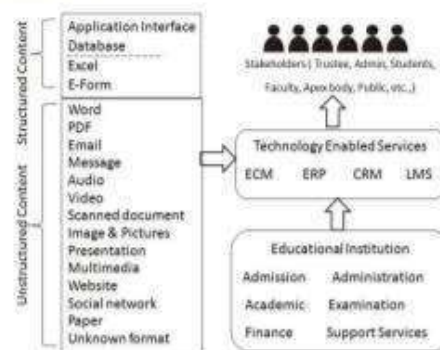 Structured Content
Application Interface
Database
Excel
E-Form
Unstructured Content
Word
PDF
Email
Message
Audio
Video
Scanned document
Image & Pictures
Presentation
Multimedia
Website
Social network
Paper
Unknown format
Stakeholders ( Trustee, Admin, Students,
Faculty, Apex body, Public, etc.,)
Technology Enabled Services
ECM ERP CRM LMS
Educational Institution
Admission Administration
Academic Examination
Finance Support Services